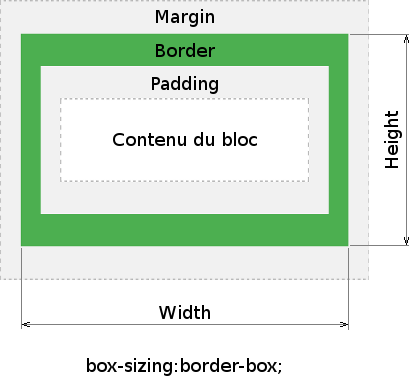 Margin
Border
Padding
Contenu du bloc
Height
Width
box-sizing:border-box;